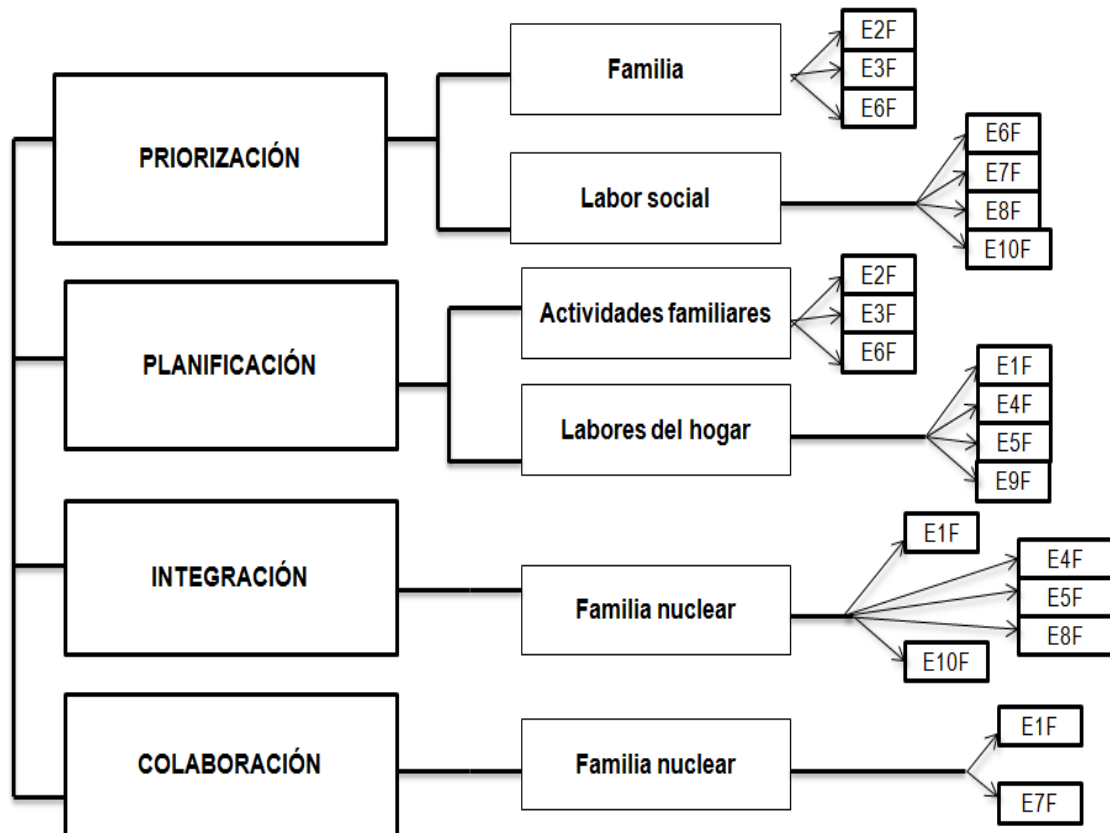 PRIORIZACIÓN
Familia
E2F
E3F
E6F
Labor social
E6F
E7F
E8F
E10F
PLANIFICACIÓN
Actividades familiares
E2F
E3F
E6F
Labores del hogar
E1F
E4F
E5F
E9F
INTEGRACIÓN
Familia nuclear
E1F
E4F
E5F
E8F
E10F
COLABORACIÓN
Familia nuclear
E1F
E7F